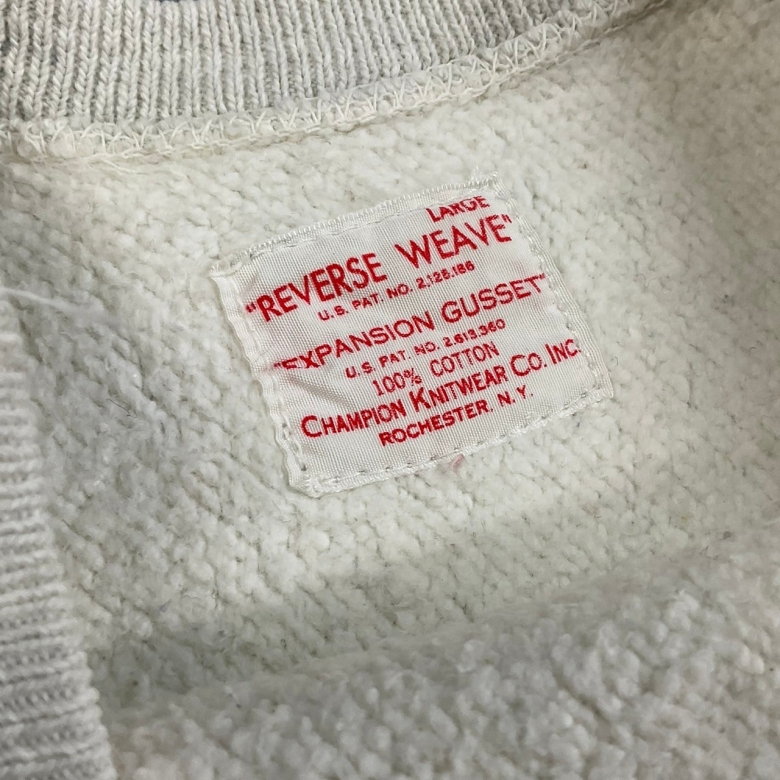 LARGE
"REVERSE WEAVE"
U.S. PAT. NO. 2,126,186
"EXPANSION GUSSET"
U.S. PAT. NO. 2.613.360
100% COTTON
CHAMPION KNITWEAR CO. INC.
ROCHESTER. N.Y.